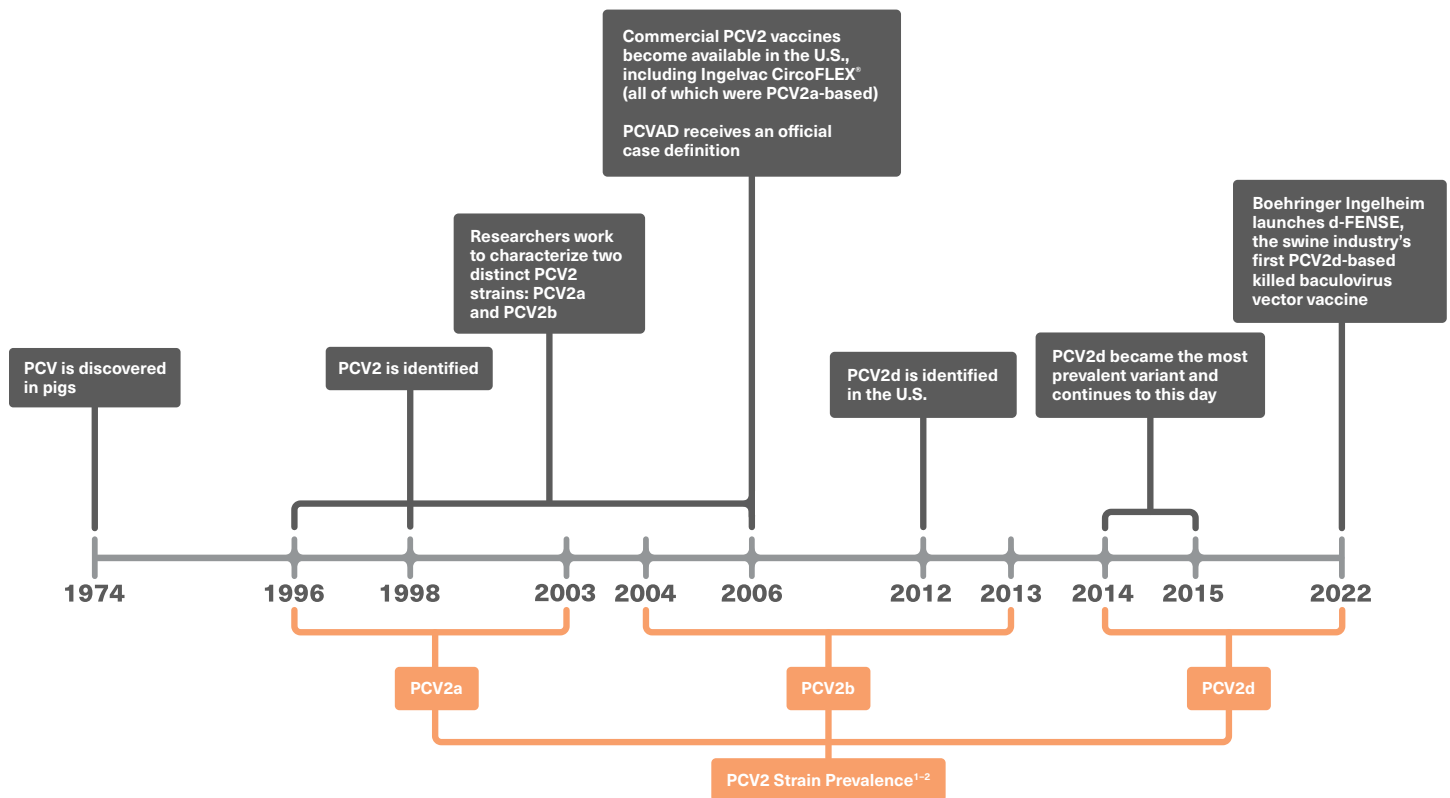 Commercial PCV2 vaccines
become available in the U.S.,
including Ingelvac CircoFLEX®
(all of which were PCV2a-based)
PCVAD receives an official
case definition
Boehringer Ingelheim
launches d-FENSE,
the swine industry's
first PCV2d-based
killed baculovirus
vector vaccine
Researchers work
to characterize two
distinct PCV2
strains: PCV2a
and PCV2b
PCV is discovered
in pigs
PCV2 is identified
PCV2d is identified
in the U.S.
PCV2d became the most
prevalent variant and
continues to this day
1974 1996 1998 2003 2004 2006 2012 2013 2014 2015 2022
PCV2a PCV2b PCV2d
PCV2 Strain Prevalence¹⁻²